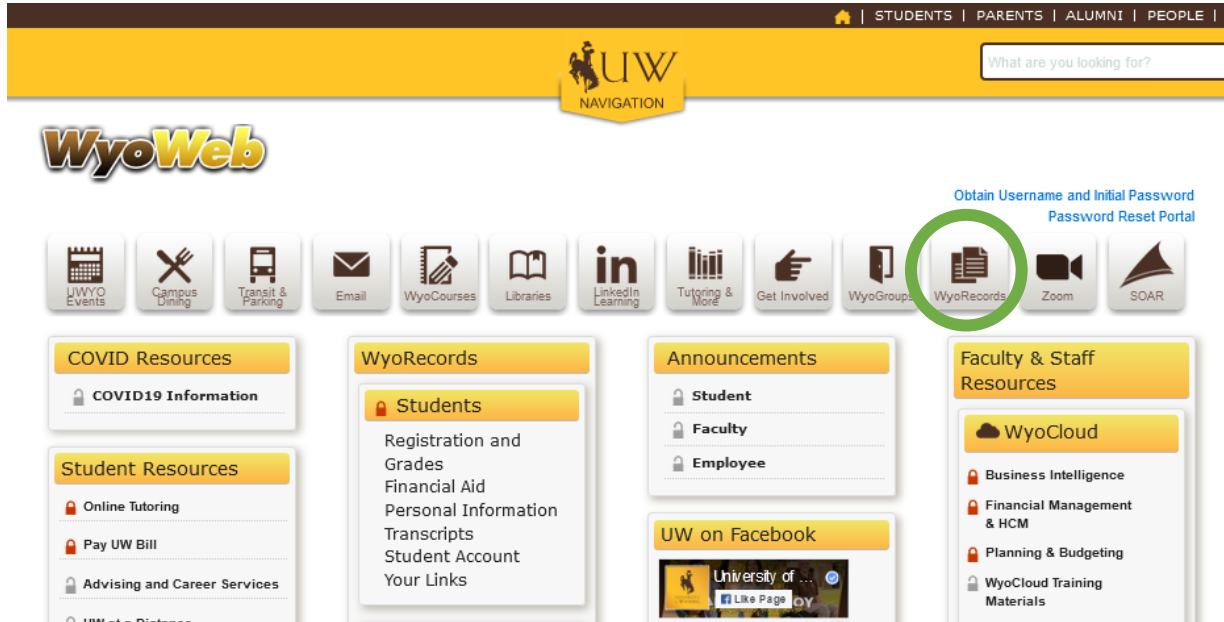 | STUDENTS | PARENTS | ALUMNI | PEOPLE |
UW
NAVIGATION
What are you looking for?
WyoWeb
Obtain Username and Initial Password
Password Reset Portal
UWYO
Events
Campus
Dining
Transit &
Parking
Email
WyoCourses
Libraries
in
LinkedIn
Learning
Tutoring &
More
Get Involved
WyoGroups
WyoRecords
Zoom
SOAR
COVID Resources
COVID19 Information
Student Resources
Online Tutoring
Pay UW Bill
Advising and Career Services
UW at a Distance
WyoRecords
Students
Registration and
Grades
Financial Aid
Personal Information
Transcripts
Student Account
Your Links
Announcements
Student
Faculty
Employee
UW on Facebook
University of ...
Like Page
Faculty & Staff
Resources
WyoCloud
Business Intelligence
Financial Management
& HCM
Planning & Budgeting
WyoCloud Training
Materials